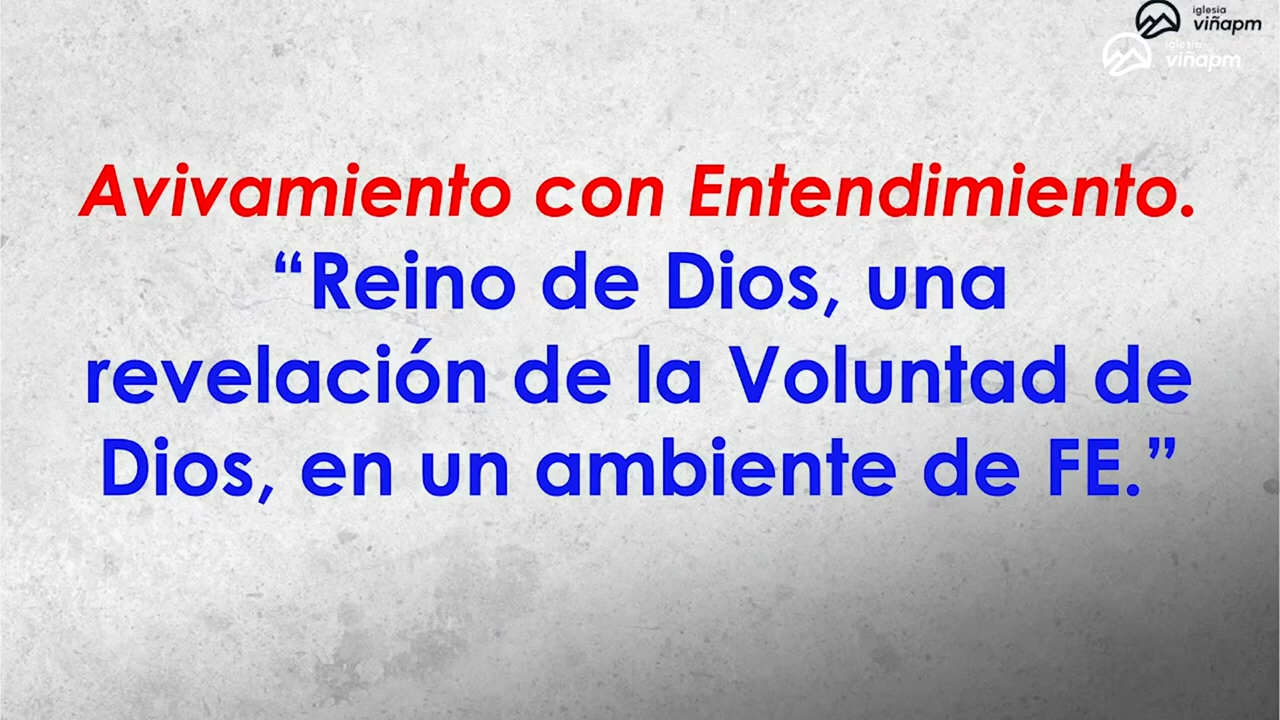 iglesia
viñapm
iglesia
viñapm
Avivamiento con Entendimiento.
“Reino de Dios, una
revelación de la Voluntad de
Dios, en un ambiente de FE.”